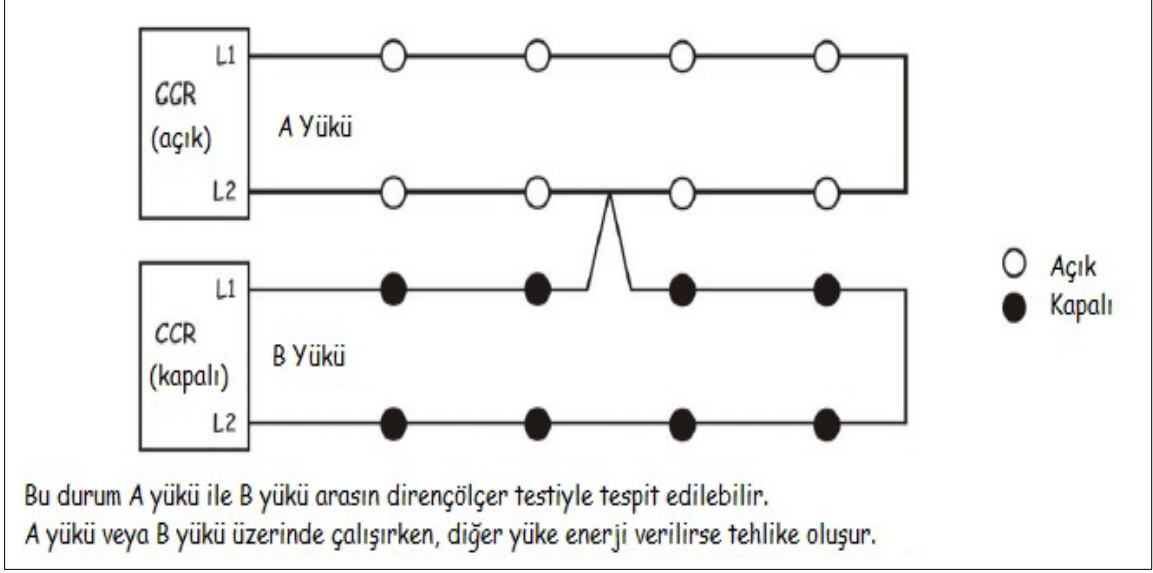 L1
CCR
(açık)
A Yükü
L2
L1
CCR
(kapalı)
B Yükü
L2
Açık
Kapalı
Bu durum A yükü ile B yükü arasın dirençölçer testiyle tespit edilebilir.
A yükü veya B yükü üzerinde çalışırken, diğer yüke enerji verilirse tehlike oluşur.